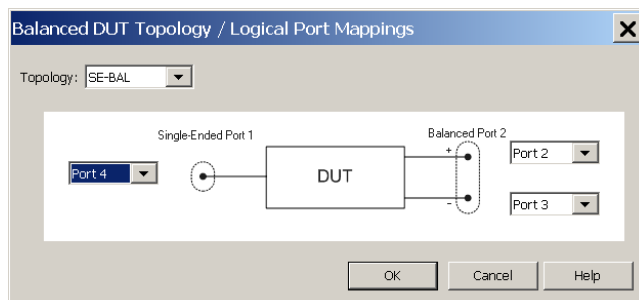 Balanced DUT Topology / Logical Port Mappings
Topology: SE-BAL
Single-Ended Port 1
Balanced Port 2
Port 4
DUT
+
Port 2
-
Port 3
OK Cancel Help